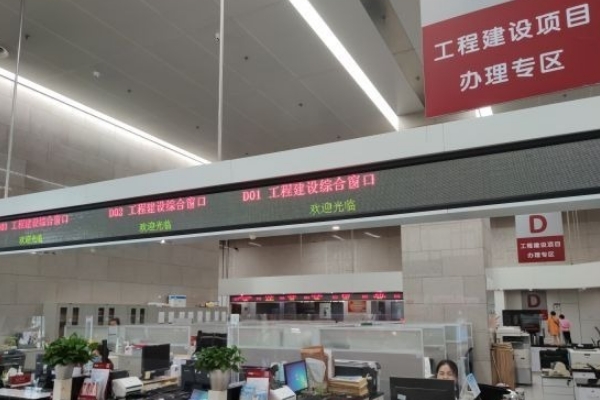 工程建设项目
办理专区
D01 工程建设综合窗口
欢迎光临
D02 工程建设综合窗口
欢迎光临
03 工程建设综合窗口
欢迎光临
D
工程建设项目
办理专区
D